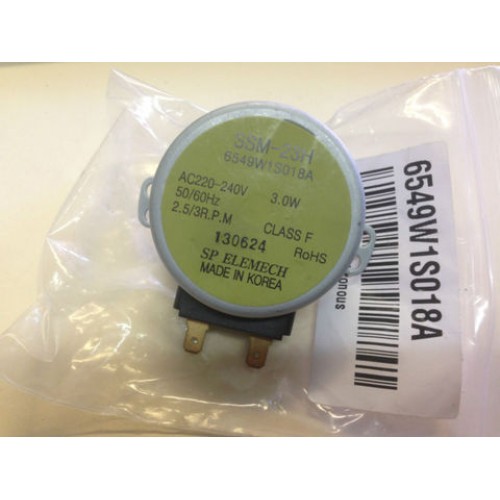 SSM-23H
6549W1S018A
AC220-240V 3.0W
50/60Hz
2.5/3R.P.M CLASS F
130624 RoHS
SP ELEMECH
MADE IN KOREA
6549W1S018A
onous